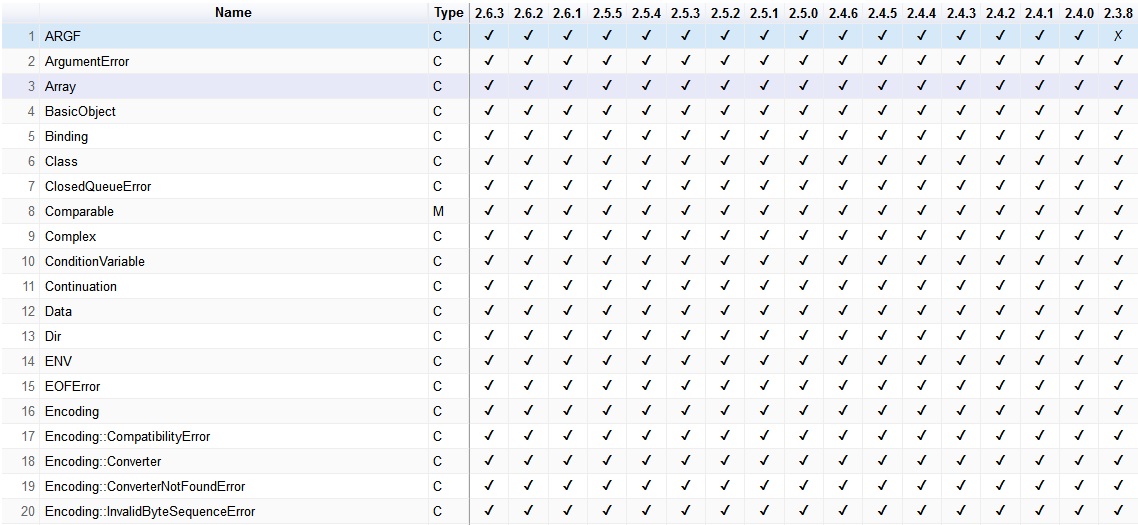 Name Type 2.6.3 2.6.2 2.6.1 2.5.5 2.5.4 2.5.3 2.5.2 2.5.1 2.5.0 2.4.6 2.4.5 2.4.4 2.4.3 2.4.2 2.4.1 2.4.0 2.3.8
1 ARGF C ✓ ✓ ✓ ✓ ✓ ✓ ✓ ✓ ✓ ✓ ✓ ✓ ✓ ✓ ✓ ✓ ✗
2 ArgumentError C ✓ ✓ ✓ ✓ ✓ ✓ ✓ ✓ ✓ ✓ ✓ ✓ ✓ ✓ ✓ ✓ ✓
3 Array C ✓ ✓ ✓ ✓ ✓ ✓ ✓ ✓ ✓ ✓ ✓ ✓ ✓ ✓ ✓ ✓ ✓
4 BasicObject C ✓ ✓ ✓ ✓ ✓ ✓ ✓ ✓ ✓ ✓ ✓ ✓ ✓ ✓ ✓ ✓ ✓
5 Binding C ✓ ✓ ✓ ✓ ✓ ✓ ✓ ✓ ✓ ✓ ✓ ✓ ✓ ✓ ✓ ✓ ✓
6 Class C ✓ ✓ ✓ ✓ ✓ ✓ ✓ ✓ ✓ ✓ ✓ ✓ ✓ ✓ ✓ ✓ ✓
7 ClosedQueueError C ✓ ✓ ✓ ✓ ✓ ✓ ✓ ✓ ✓ ✓ ✓ ✓ ✓ ✓ ✓ ✓ ✓
8 Comparable M ✓ ✓ ✓ ✓ ✓ ✓ ✓ ✓ ✓ ✓ ✓ ✓ ✓ ✓ ✓ ✓ ✓
9 Complex C ✓ ✓ ✓ ✓ ✓ ✓ ✓ ✓ ✓ ✓ ✓ ✓ ✓ ✓ ✓ ✓ ✓
10 ConditionVariable C ✓ ✓ ✓ ✓ ✓ ✓ ✓ ✓ ✓ ✓ ✓ ✓ ✓ ✓ ✓ ✓ ✓
11 Continuation C ✓ ✓ ✓ ✓ ✓ ✓ ✓ ✓ ✓ ✓ ✓ ✓ ✓ ✓ ✓ ✓ ✓
12 Data C ✓ ✓ ✓ ✓ ✓ ✓ ✓ ✓ ✓ ✓ ✓ ✓ ✓ ✓ ✓ ✓ ✓
13 Dir C ✓ ✓ ✓ ✓ ✓ ✓ ✓ ✓ ✓ ✓ ✓ ✓ ✓ ✓ ✓ ✓ ✓
14 ENV C ✓ ✓ ✓ ✓ ✓ ✓ ✓ ✓ ✓ ✓ ✓ ✓ ✓ ✓ ✓ ✓ ✓
15 EOFError C ✓ ✓ ✓ ✓ ✓ ✓ ✓ ✓ ✓ ✓ ✓ ✓ ✓ ✓ ✓ ✓ ✓
16 Encoding C ✓ ✓ ✓ ✓ ✓ ✓ ✓ ✓ ✓ ✓ ✓ ✓ ✓ ✓ ✓ ✓ ✓
17 Encoding::CompatibilityError C ✓ ✓ ✓ ✓ ✓ ✓ ✓ ✓ ✓ ✓ ✓ ✓ ✓ ✓ ✓ ✓ ✓
18 Encoding::Converter C ✓ ✓ ✓ ✓ ✓ ✓ ✓ ✓ ✓ ✓ ✓ ✓ ✓ ✓ ✓ ✓ ✓
19 Encoding::ConverterNotFoundError C ✓ ✓ ✓ ✓ ✓ ✓ ✓ ✓ ✓ ✓ ✓ ✓ ✓ ✓ ✓ ✓ ✓
20 Encoding::InvalidByteSequenceError C ✓ ✓ ✓ ✓ ✓ ✓ ✓ ✓ ✓ ✓ ✓ ✓ ✓ ✓ ✓ ✓ ✓